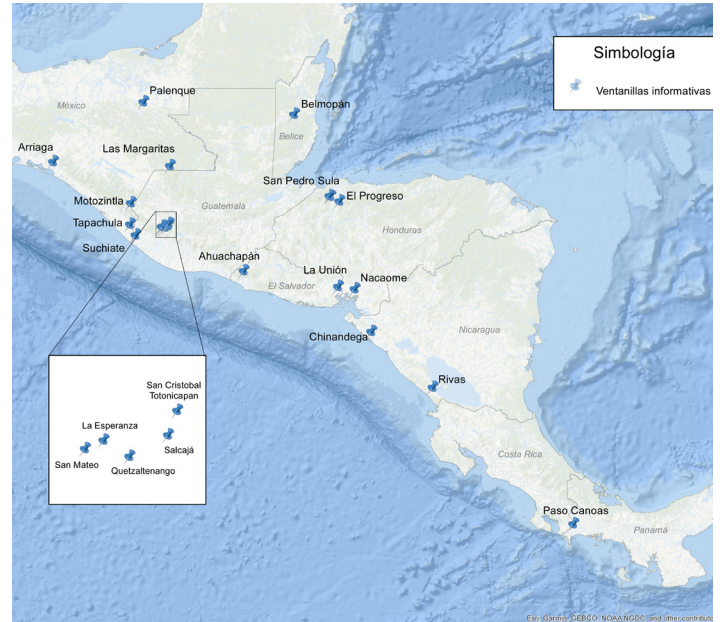 Simbología
Ventanillas informativas
Palenque
México
Belmopán
Belice
Arriaga
Las Margaritas
San Pedro Sula
El Progreso
Motozintla
Guatemala
Tapachula
Honduras
Suchiate
Ahuachapán
La Unión
Nacaome
El Salvador
Chinandega
Nicaragua
Rivas
San Cristobal
Totonicapan
La Esperanza
Salcajá
San Mateo
Quetzaltenango
Costa Rica
Paso Canoas
Panamá
Esri, Garmin, GEBCO, NOAA NGDC, and other contributo